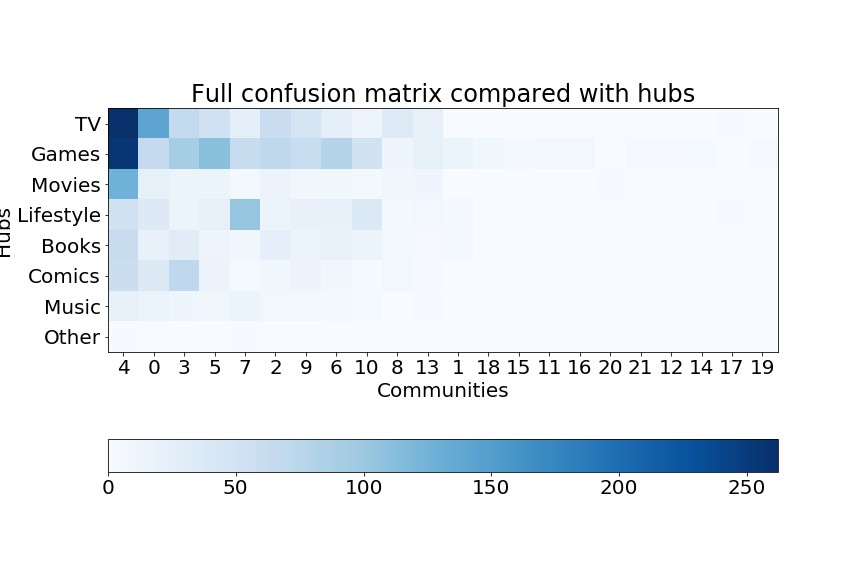 Full confusion matrix compared with hubs
Hubs
TV
Games
Movies
Lifestyle
Books
Comics
Music
Other
4 0 3 5 7 2 9 6 10 8 13 1 18 15 11 16 20 21 12 14 17 19
Communities
0 50 100 150 200 250